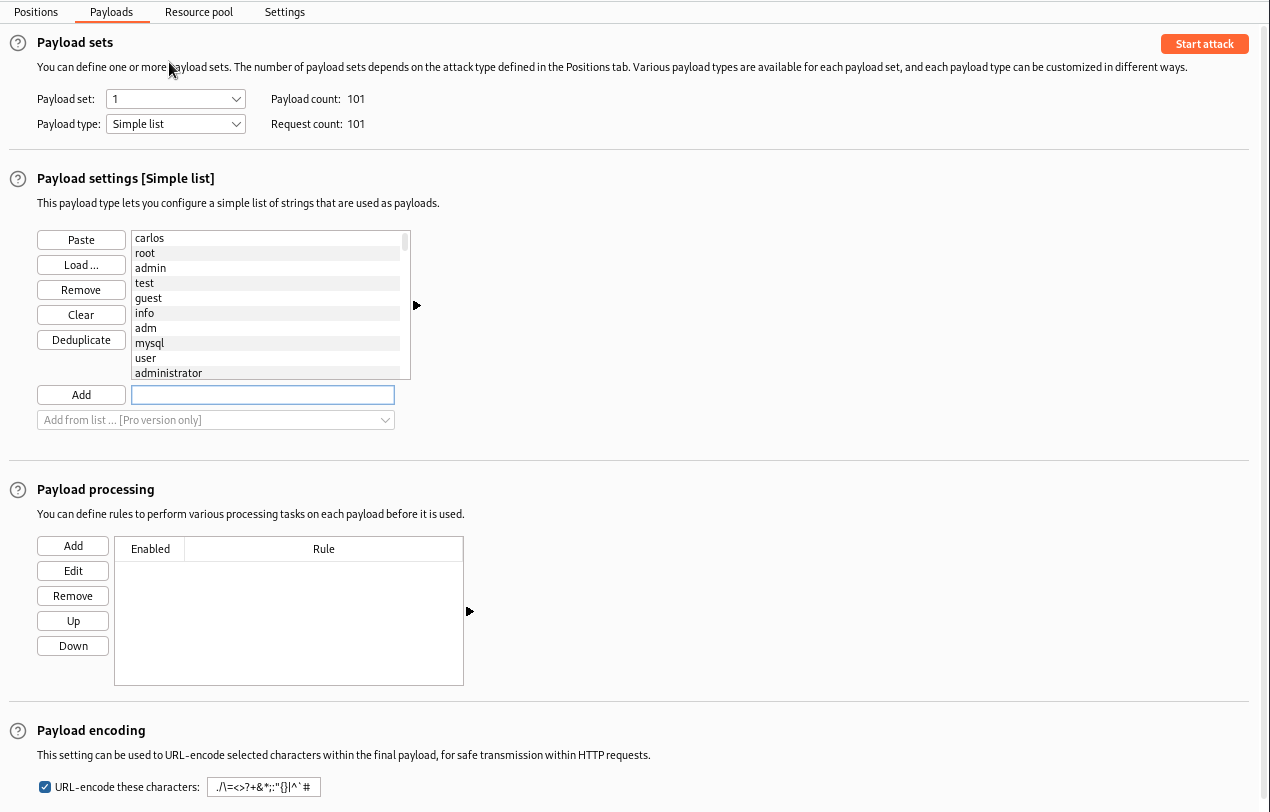 Positions Payloads Resource pool Settings
Payload sets
Start attack
You can define one or more payload sets. The number of payload sets depends on the attack type defined in the Positions tab. Various payload types are available for each payload set, and each payload type can be customized in different ways.
Payload set: 1 Payload count: 101
Payload type: Simple list Request count: 101
Payload settings [Simple list]
This payload type lets you configure a simple list of strings that are used as payloads.
Paste
Load ...
Remove
Clear
Deduplicate
carlos
root
admin
test
guest
info
adm
mysql
user
administrator
Add
Add from list ... [Pro version only]
Payload processing
You can define rules to perform various processing tasks on each payload before it is used.
Add
Edit
Remove
Up
Down
Enabled Rule
Payload encoding
This setting can be used to URL-encode selected characters within the final payload, for safe transmission within HTTP requests.
URL-encode these characters: ./\=<>?+&*;:"{}|^`#